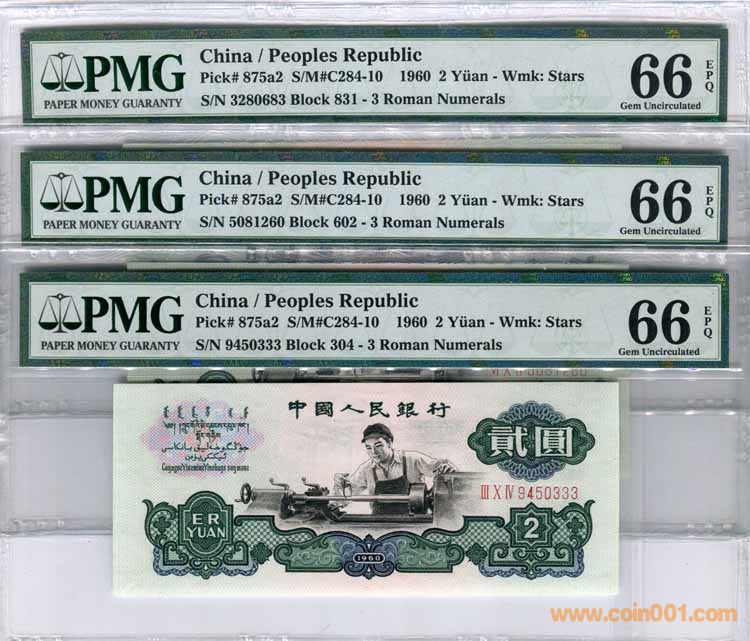 PMG
PAPER MONEY GUARANTY
China / Peoples Republic
Pick# 875a2 S/M#C284-10 1960 2 Yüan - Wmk: Stars
S/N 3280683 Block 831 - 3 Roman Numerals
66 EPQ
Gem Uncirculated
PMG
PAPER MONEY GUARANTY
China / Peoples Republic
Pick# 875a2 S/M#C284-10 1960 2 Yüan - Wmk: Stars
S/N 5081260 Block 602 - 3 Roman Numerals
66 EPQ
Gem Uncirculated
PMG
PAPER MONEY GUARANTY
China / Peoples Republic
Pick# 875a2 S/M#C284-10 1960 2 Yüan - Wmk: Stars
S/N 9450333 Block 304 - 3 Roman Numerals
66 EPQ
Gem Uncirculated
中國人民銀行
貳圓
III X IV 9450333
ER
YUAN
1960
2
www.coin001.com